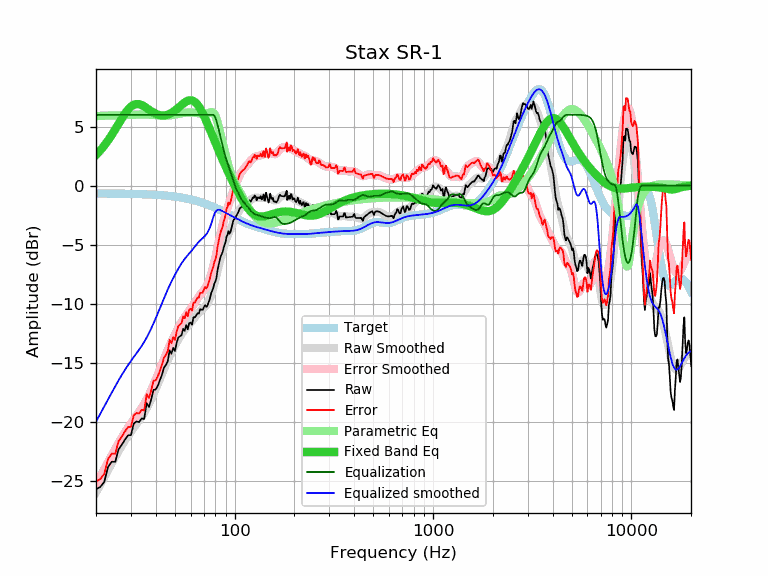 Stax SR-1
Amplitude (dBr)
5
0
−5
−10
−15
−20
−25
100
1000
10000
Frequency (Hz)
Target
Raw Smoothed
Error Smoothed
Raw
Error
Parametric Eq
Fixed Band Eq
Equalization
Equalized smoothed